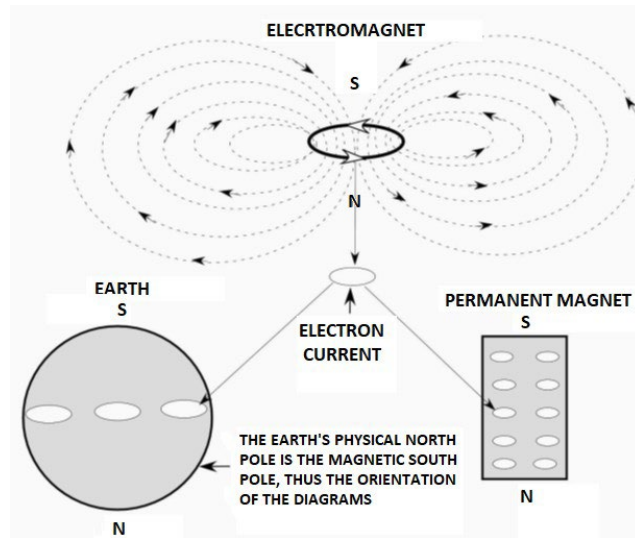 ELECRTROMAGNET
S
N
EARTH
S
PERMANENT MAGNET
S
ELECTRON
CURRENT
THE EARTH'S PHYSICAL NORTH
POLE IS THE MAGNETIC SOUTH
POLE, THUS THE ORIENTATION
OF THE DIAGRAMS
N
N